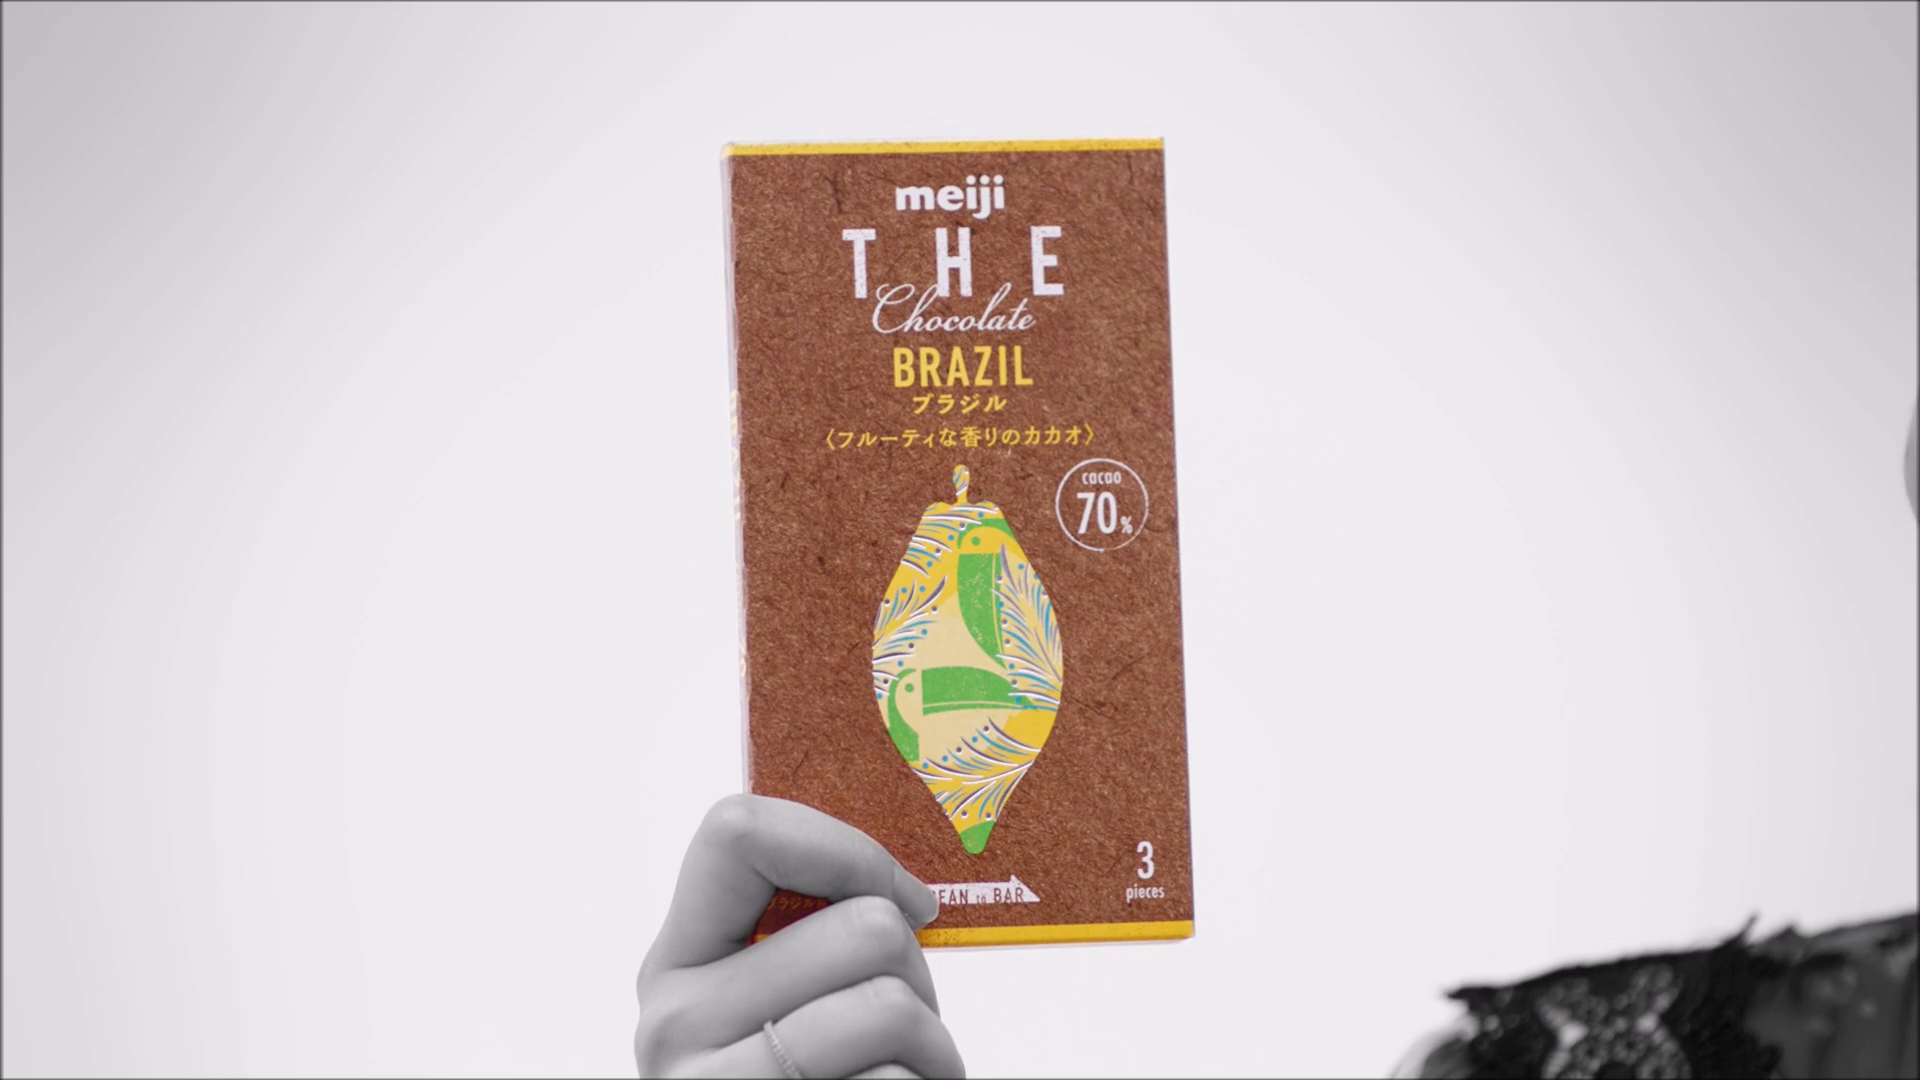 meiji
THE
Chocolate
BRAZIL
ブラジル
〈フルーティな香りのカカオ〉
cacao
70%
3
pieces
to BAR